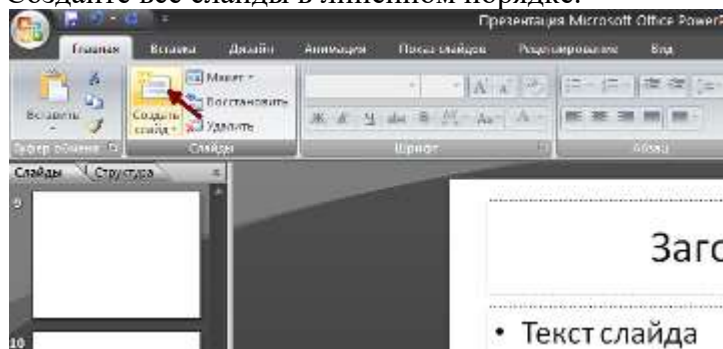 Создайте все слайды в линейном порядке.
Презентация Microsoft Office PowerP
Главная Вставка Дизайн Анимация Показ слайдов Рецензирование Вид
Вставить
Создать слайд
Макет
Восстановить
Удалить
Буфер обмена Слайды Шрифт Абзац
Слайды Структура
9
Заго
• Текст слайда
10